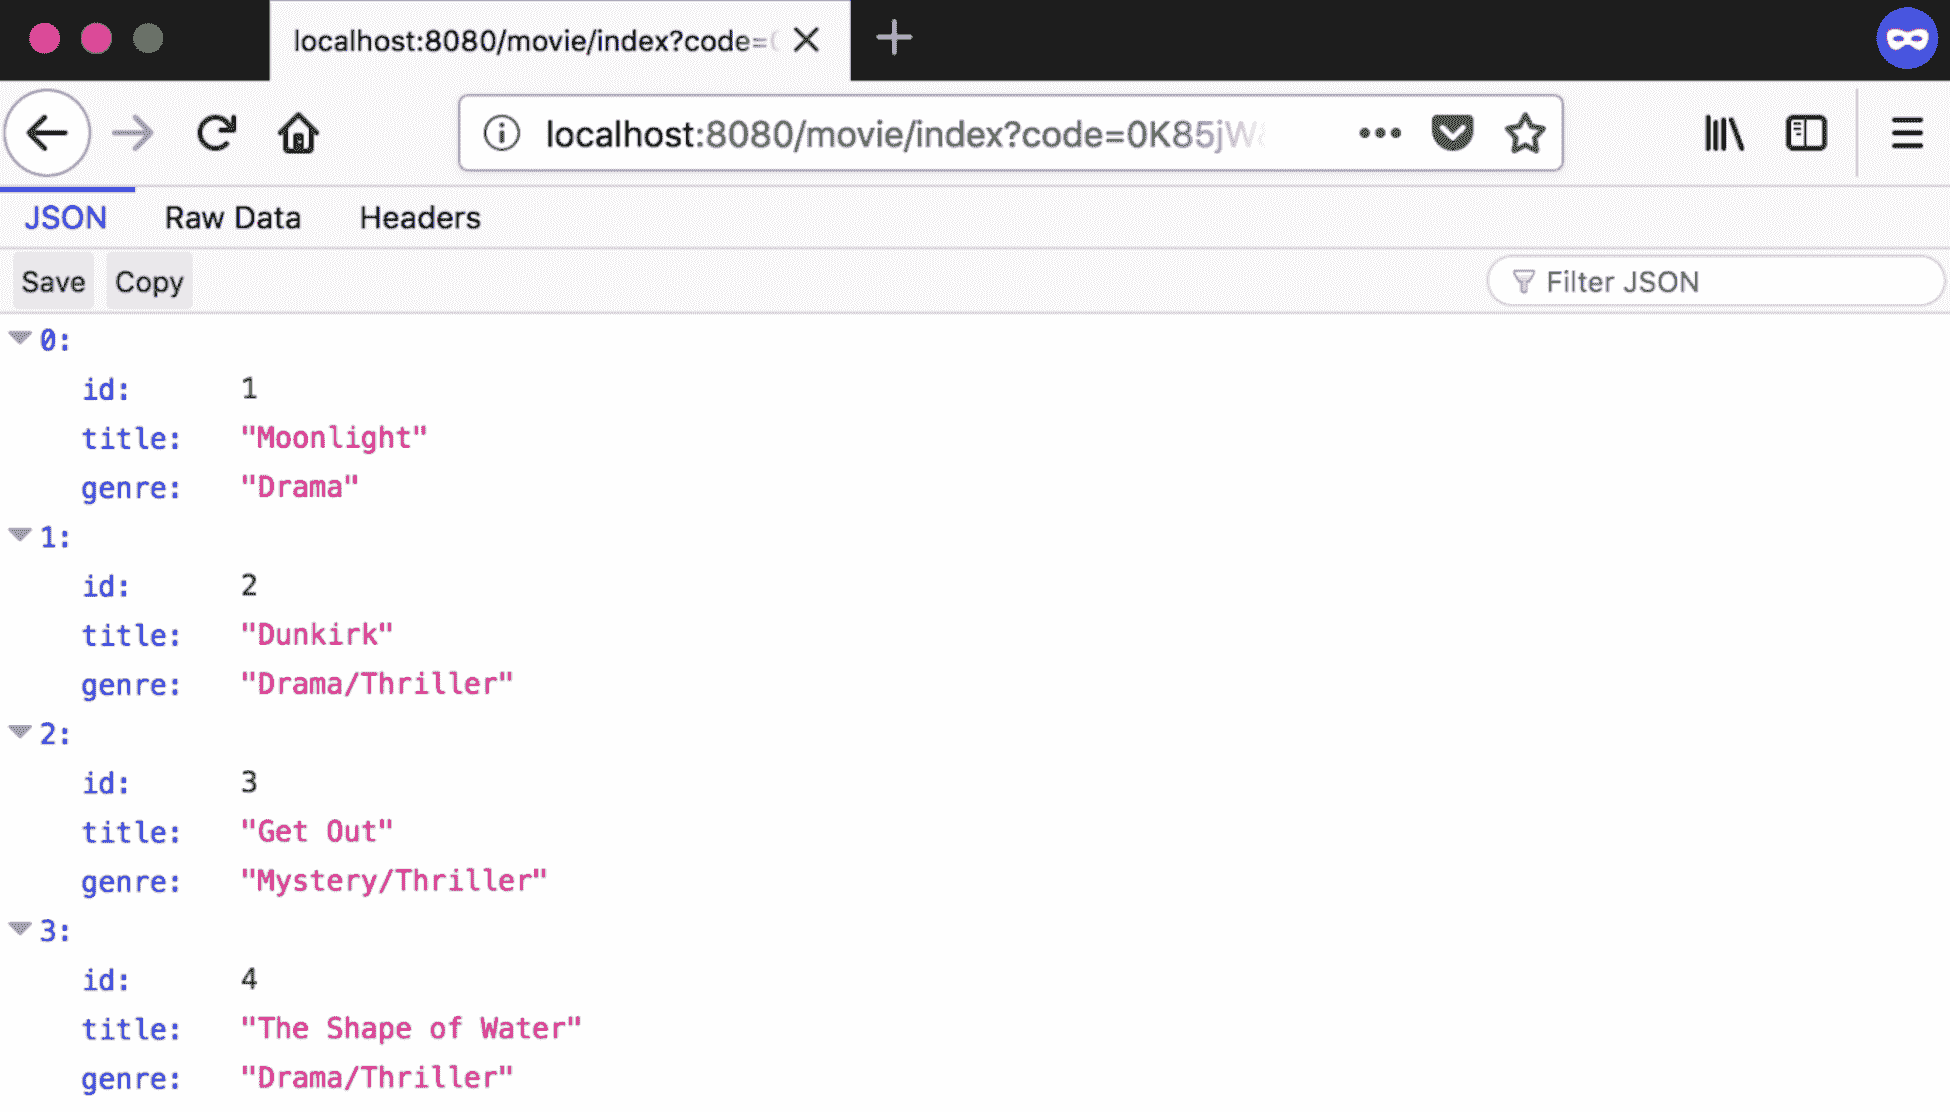 localhost:8080/movie/index?code=
localhost:8080/movie/index?code=0K85jW
JSON Raw Data Headers
Save Copy Filter JSON
0:
id: 1
title: "Moonlight"
genre: "Drama"
1:
id: 2
title: "Dunkirk"
genre: "Drama/Thriller"
2:
id: 3
title: "Get Out"
genre: "Mystery/Thriller"
3:
id: 4
title: "The Shape of Water"
genre: "Drama/Thriller"